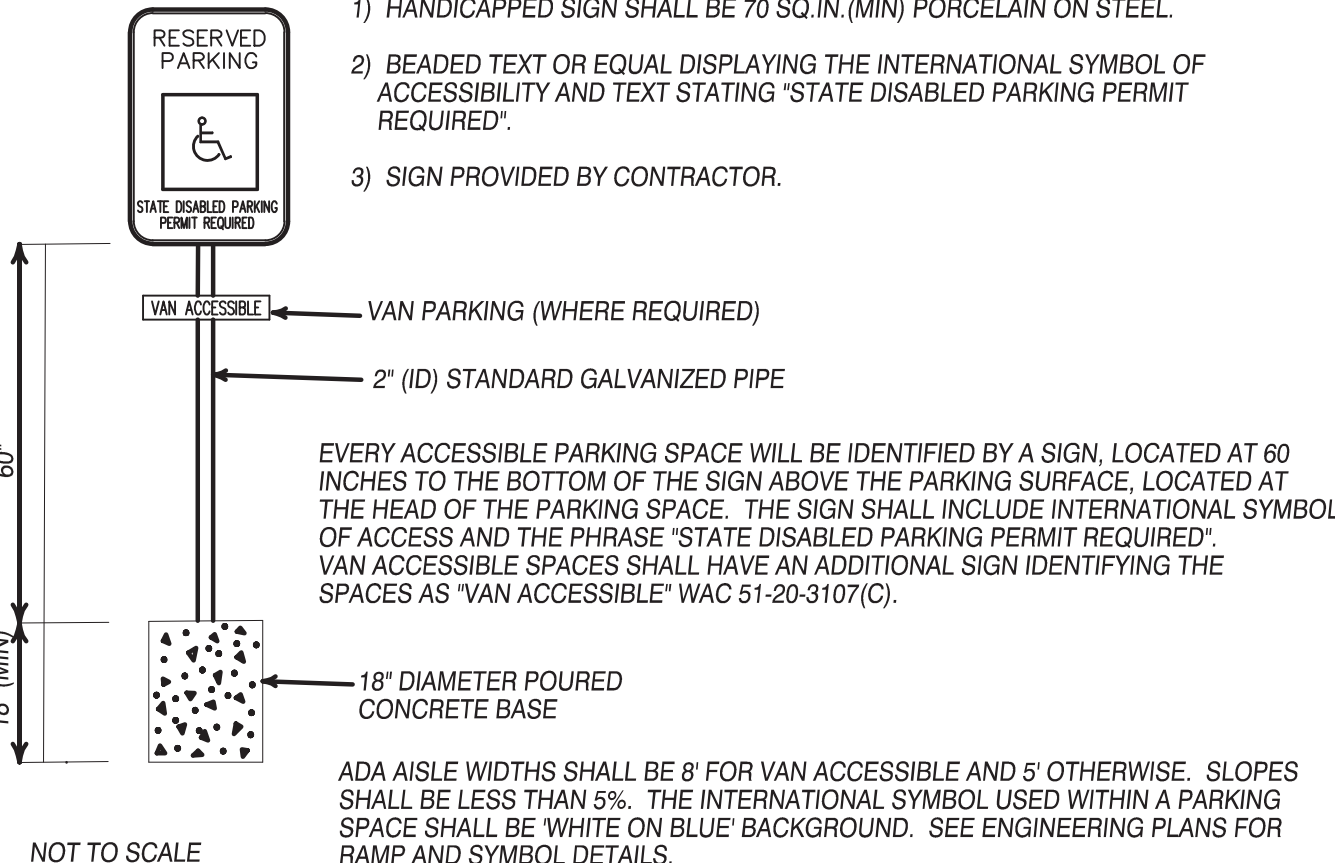 RESERVED
PARKING
STATE DISABLED PARKING
PERMIT REQUIRED
1) HANDICAPPED SIGN SHALL BE 70 SQ.IN.(MIN) PORCELAIN ON STEEL.
2) BEADED TEXT OR EQUAL DISPLAYING THE INTERNATIONAL SYMBOL OF
ACCESSIBILITY AND TEXT STATING "STATE DISABLED PARKING PERMIT
REQUIRED".
3) SIGN PROVIDED BY CONTRACTOR.
VAN ACCESSIBLE
VAN PARKING (WHERE REQUIRED)
2" (ID) STANDARD GALVANIZED PIPE
60"
EVERY ACCESSIBLE PARKING SPACE WILL BE IDENTIFIED BY A SIGN, LOCATED AT 60
INCHES TO THE BOTTOM OF THE SIGN ABOVE THE PARKING SURFACE, LOCATED AT
THE HEAD OF THE PARKING SPACE. THE SIGN SHALL INCLUDE INTERNATIONAL SYMBOL
OF ACCESS AND THE PHRASE "STATE DISABLED PARKING PERMIT REQUIRED".
VAN ACCESSIBLE SPACES SHALL HAVE AN ADDITIONAL SIGN IDENTIFYING THE
SPACES AS "VAN ACCESSIBLE" WAC 51-20-3107(C).
18" (MIN)
18" DIAMETER POURED
CONCRETE BASE
ADA AISLE WIDTHS SHALL BE 8' FOR VAN ACCESSIBLE AND 5' OTHERWISE. SLOPES
SHALL BE LESS THAN 5%. THE INTERNATIONAL SYMBOL USED WITHIN A PARKING
SPACE SHALL BE 'WHITE ON BLUE' BACKGROUND. SEE ENGINEERING PLANS FOR
RAMP AND SYMBOL DETAILS.
NOT TO SCALE